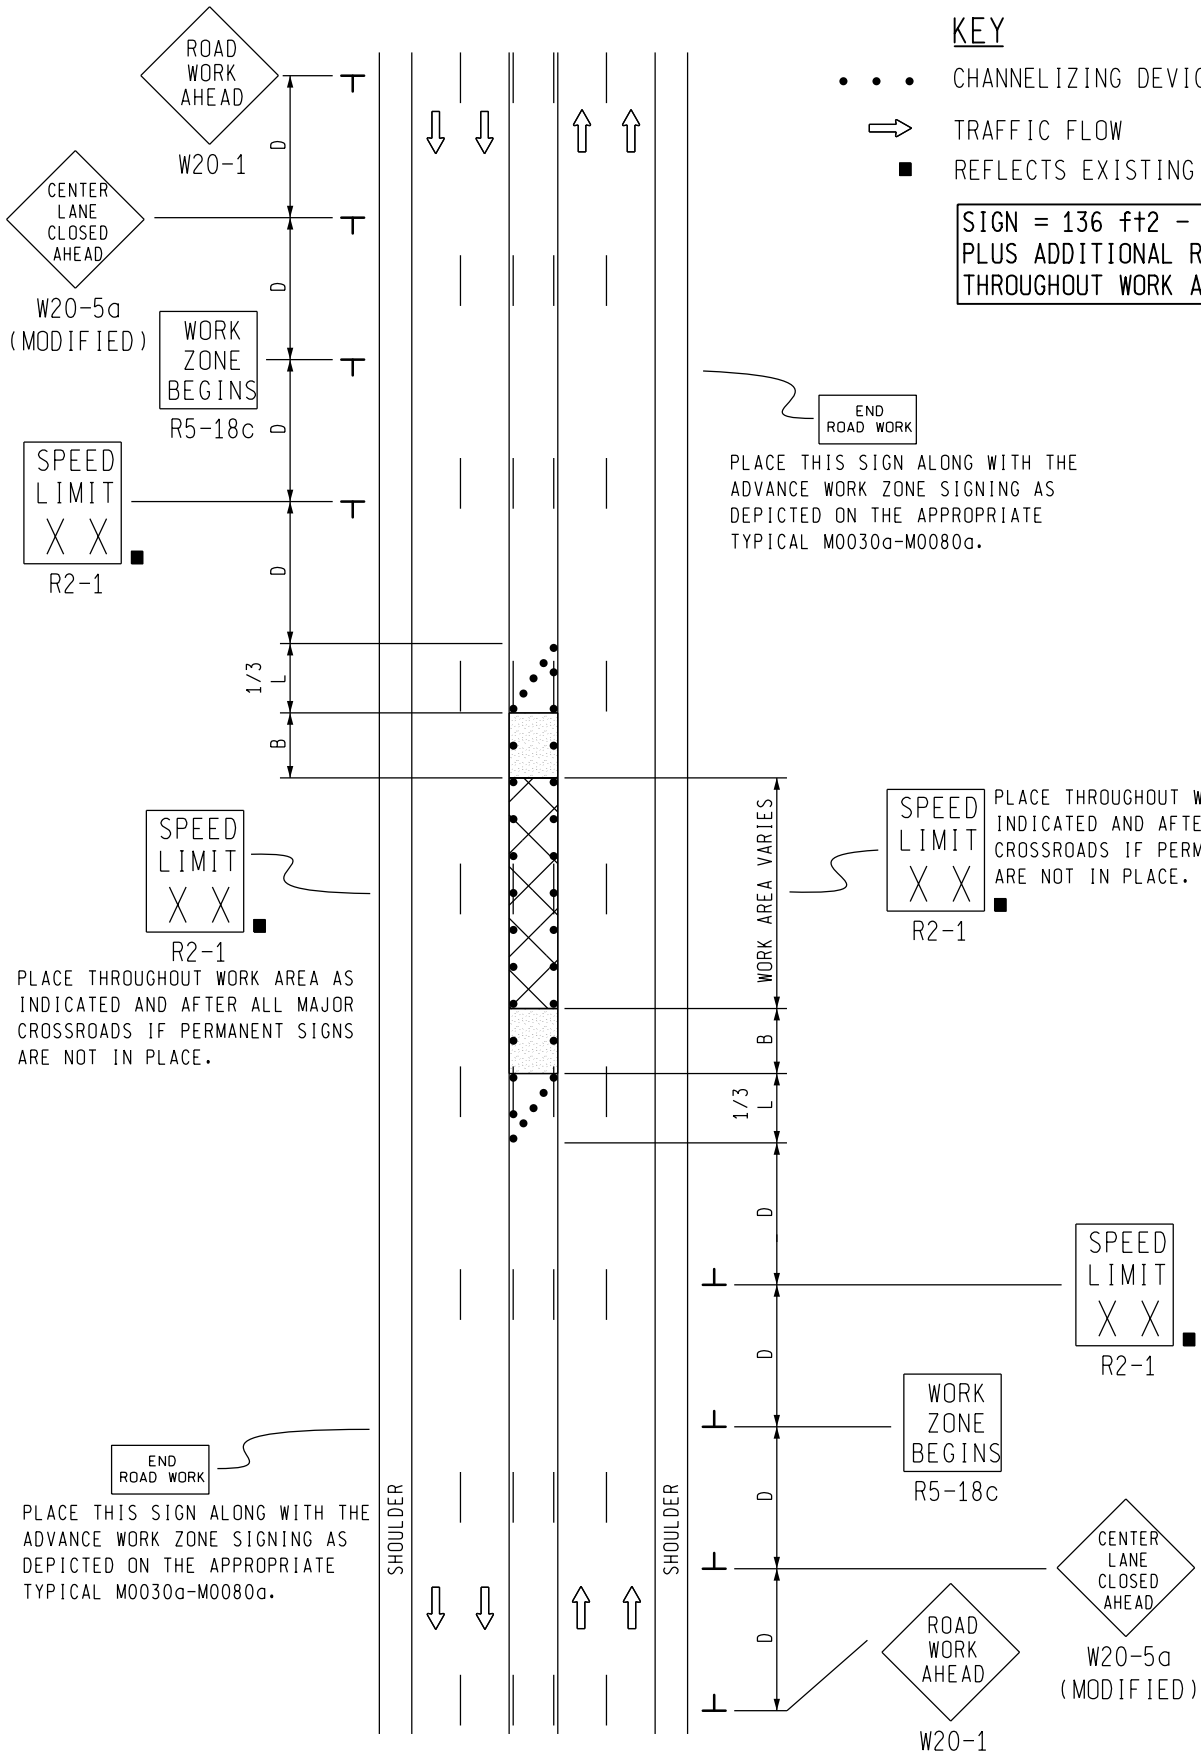 KEY
CHANNELIZING DEVIC
TRAFFIC FLOW
REFLECTS EXISTING
SIGN = 136 ft2 -
PLUS ADDITIONAL R
THROUGHOUT WORK A
ROAD
WORK
AHEAD
W20-1
D
CENTER
LANE
CLOSED
AHEAD
W20-5a
(MODIFIED)
D
WORK
ZONE
BEGINS
R5-18c
D
SPEED
LIMIT
X X
R2-1
D
END
ROAD WORK
PLACE THIS SIGN ALONG WITH THE
ADVANCE WORK ZONE SIGNING AS
DEPICTED ON THE APPROPRIATE
TYPICAL M0030a-M0080a.
1/3
L
B
SPEED
LIMIT
X X
R2-1
PLACE THROUGHOUT WORK AREA AS
INDICATED AND AFTER ALL MAJOR
CROSSROADS IF PERMANENT SIGNS
ARE NOT IN PLACE.
WORK AREA VARIES
SPEED
LIMIT
X X
R2-1
PLACE THROUGHOUT W
INDICATED AND AFTE
CROSSROADS IF PERM
ARE NOT IN PLACE.
B
1/3
L
D
SPEED
LIMIT
X X
R2-1
D
WORK
ZONE
BEGINS
R5-18c
D
END
ROAD WORK
PLACE THIS SIGN ALONG WITH THE
ADVANCE WORK ZONE SIGNING AS
DEPICTED ON THE APPROPRIATE
TYPICAL M0030a-M0080a.
SHOULDER
SHOULDER
CENTER
LANE
CLOSED
AHEAD
W20-5a
(MODIFIED)
D
ROAD
WORK
AHEAD
W20-1